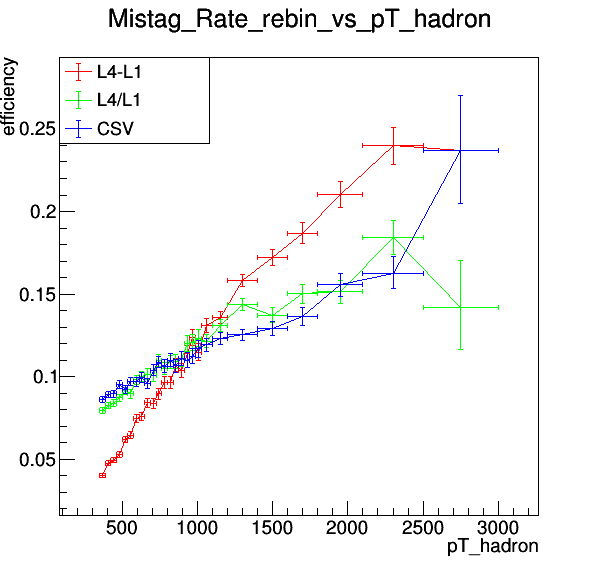 Mistag_Rate_rebin_vs_pT_hadron
efficiency
L4-L1
L4/L1
CSV
0.25
0.2
0.15
0.1
0.05
500 1000 1500 2000 2500 3000
pT_hadron